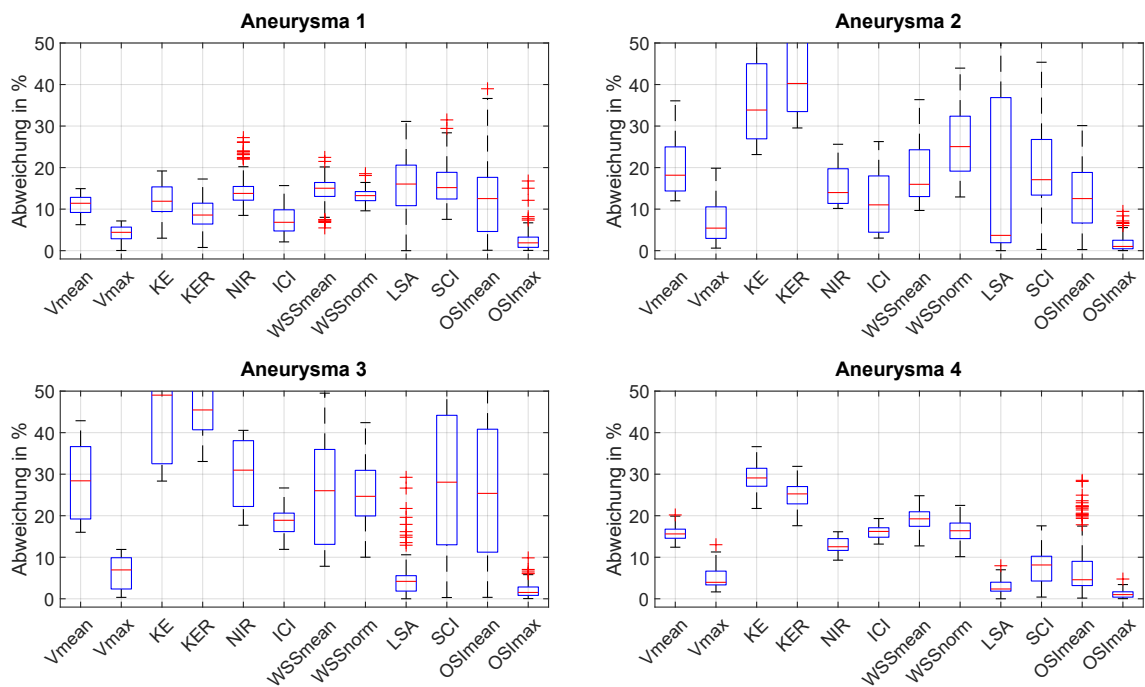 Aneurysma 1
Abweichung in %
50
40
30
20
10
0
Vmean
Vmax
KE
KER
NIR
ICI
WSSmean
WSSnorm
LSA
SCI
OSImean
OSImax
Aneurysma 2
Abweichung in %
50
40
30
20
10
0
Vmean
Vmax
KE
KER
NIR
ICI
WSSmean
WSSnorm
LSA
SCI
OSImean
OSImax
Aneurysma 3
Abweichung in %
50
40
30
20
10
0
Vmean
Vmax
KE
KER
NIR
ICI
WSSmean
WSSnorm
LSA
SCI
OSImean
OSImax
Aneurysma 4
Abweichung in %
50
40
30
20
10
0
Vmean
Vmax
KE
KER
NIR
ICI
WSSmean
WSSnorm
LSA
SCI
OSImean
OSImax